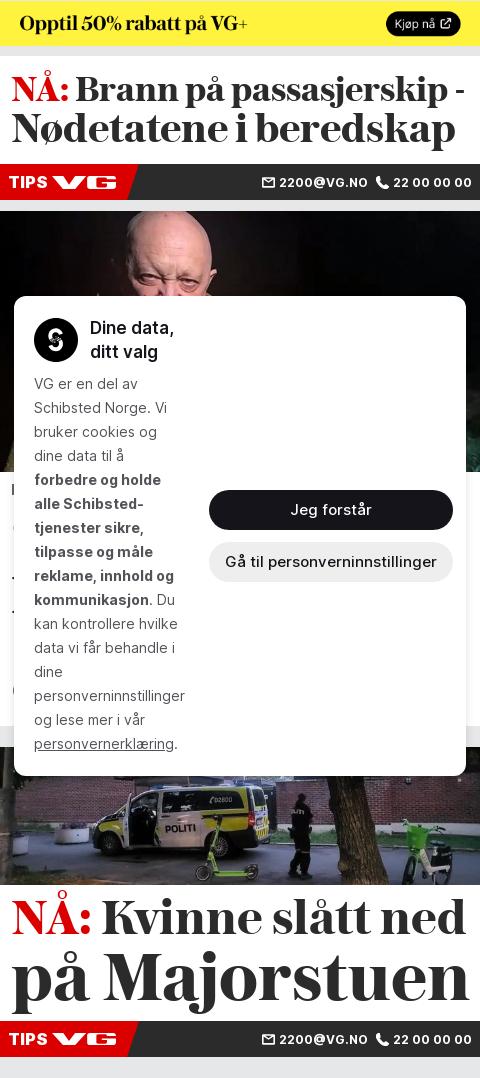 Opptil 50% rabatt på VG+
Kjøp nå
NÅ: Brann på passasjerskip -
Nødetatene i beredskap
TIPS VG
2200@VG.NO 22 00 00 00
Dine data,
ditt valg
VG er en del av
Schibsted Norge. Vi
bruker cookies og
dine data til å
forbedre og holde
alle Schibsted-
tjenester sikre,
tilpasse og måle
reklame, innhold og
kommunikasjon. Du
kan kontrollere hvilke
data vi får behandle i
dine
personverninnstillinger
og lese mer i vår
personvernerklæring.
Jeg forstår
Gå til personverninnstillinger
POLITI
NÅ: Kvinne slått ned
på Majorstuen
TIPS VG
2200@VG.NO 22 00 00 00